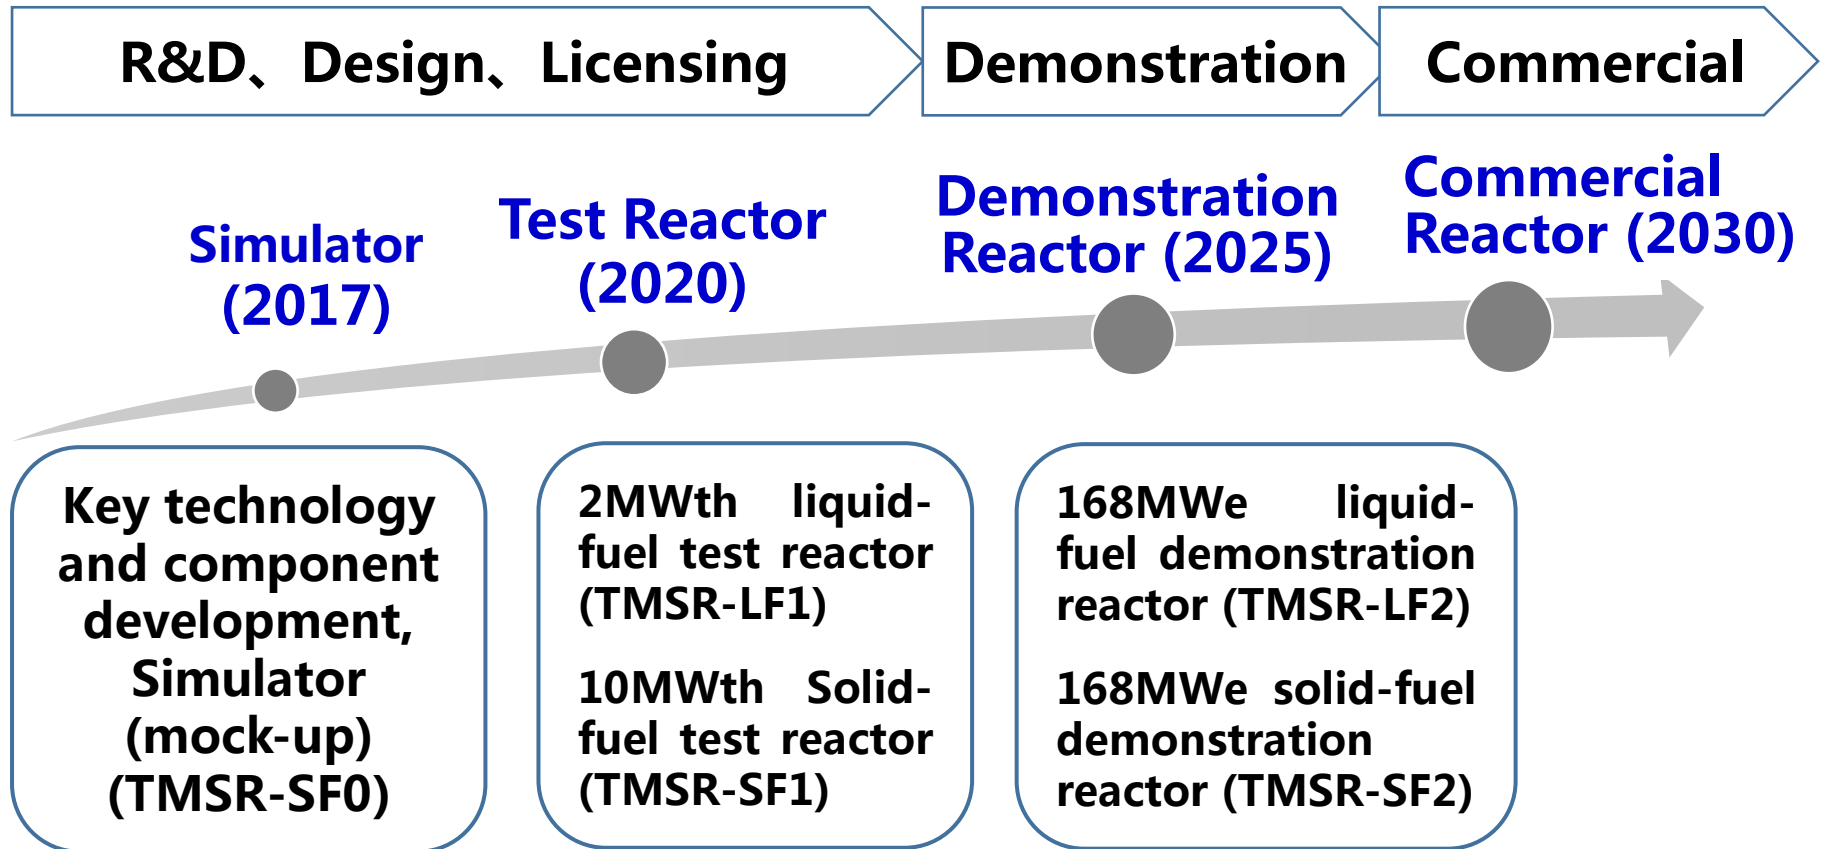 R&D、Design、Licensing
Demonstration
Commercial
Simulator
(2017)
Test Reactor
(2020)
Demonstration
Reactor (2025)
Commercial
Reactor (2030)
Key technology
and component
development,
Simulator
(mock-up)
(TMSR-SF0)
2MWth liquid-
fuel test reactor
(TMSR-LF1)
10MWth Solid-
fuel test reactor
(TMSR-SF1)
168MWe liquid-
fuel demonstration
reactor (TMSR-LF2)
168MWe solid-fuel
demonstration
reactor (TMSR-SF2)